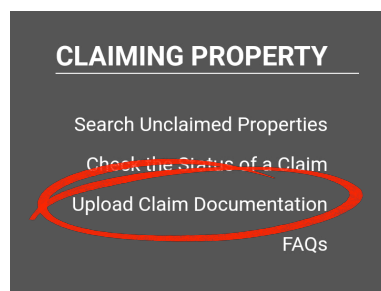 CLAIMING PROPERTY
Search Unclaimed Properties
Check the Status of a Claim
Upload Claim Documentation
FAQs